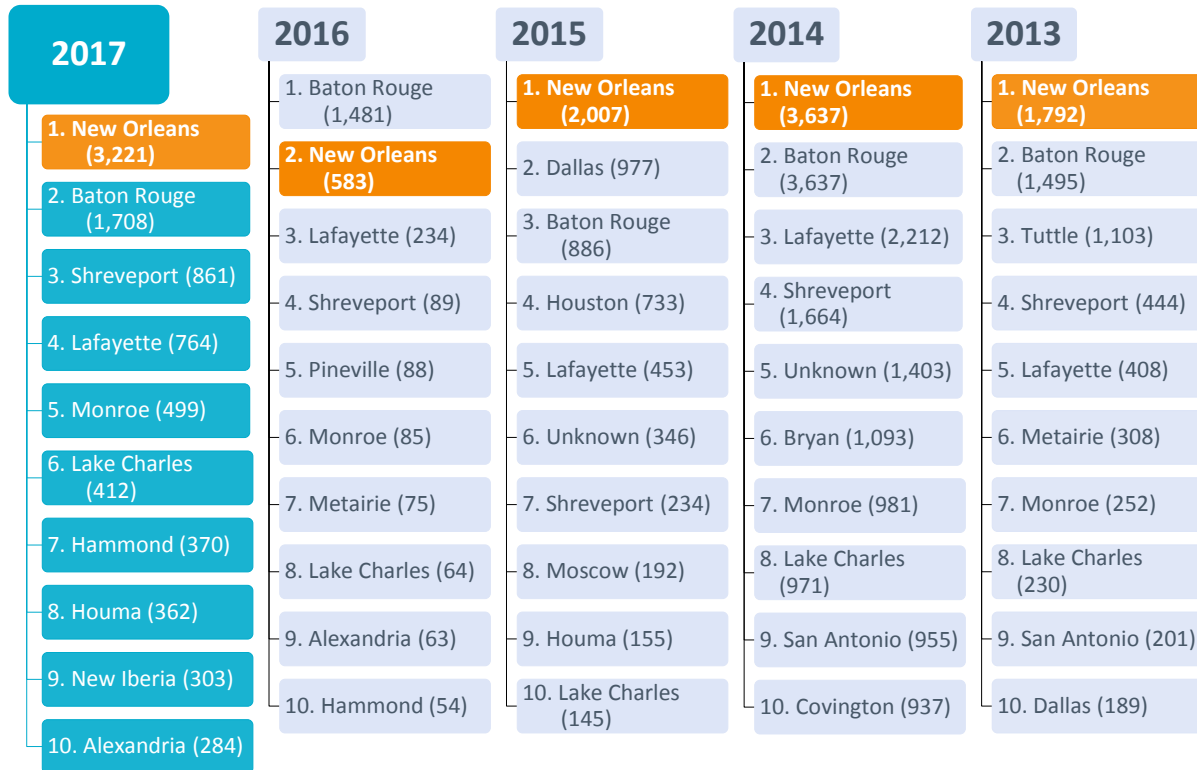 2017
1. New Orleans
(3,221)
2. Baton Rouge
(1,708)
3. Shreveport (861)
4. Lafayette (764)
5. Monroe (499)
6. Lake Charles
(412)
7. Hammond (370)
8. Houma (362)
9. New Iberia (303)
10. Alexandria (284)
2016
1. Baton Rouge
(1,481)
2. New Orleans
(583)
3. Lafayette (234)
4. Shreveport (89)
5. Pineville (88)
6. Monroe (85)
7. Metairie (75)
8. Lake Charles (64)
9. Alexandria (63)
10. Hammond (54)
2015
1. New Orleans
(2,007)
2. Dallas (977)
3. Baton Rouge
(886)
4. Houston (733)
5. Lafayette (453)
6. Unknown (346)
7. Shreveport (234)
8. Moscow (192)
9. Houma (155)
10. Lake Charles
(145)
2014
1. New Orleans
(3,637)
2. Baton Rouge
(3,637)
3. Lafayette (2,212)
4. Shreveport
(1,664)
5. Unknown (1,403)
6. Bryan (1,093)
7. Monroe (981)
8. Lake Charles
(971)
9. San Antonio (955)
10. Covington (937)
2013
1. New Orleans
(1,792)
2. Baton Rouge
(1,495)
3. Tuttle (1,103)
4. Shreveport (444)
5. Lafayette (408)
6. Metairie (308)
7. Monroe (252)
8. Lake Charles
(230)
9. San Antonio (201)
10. Dallas (189)